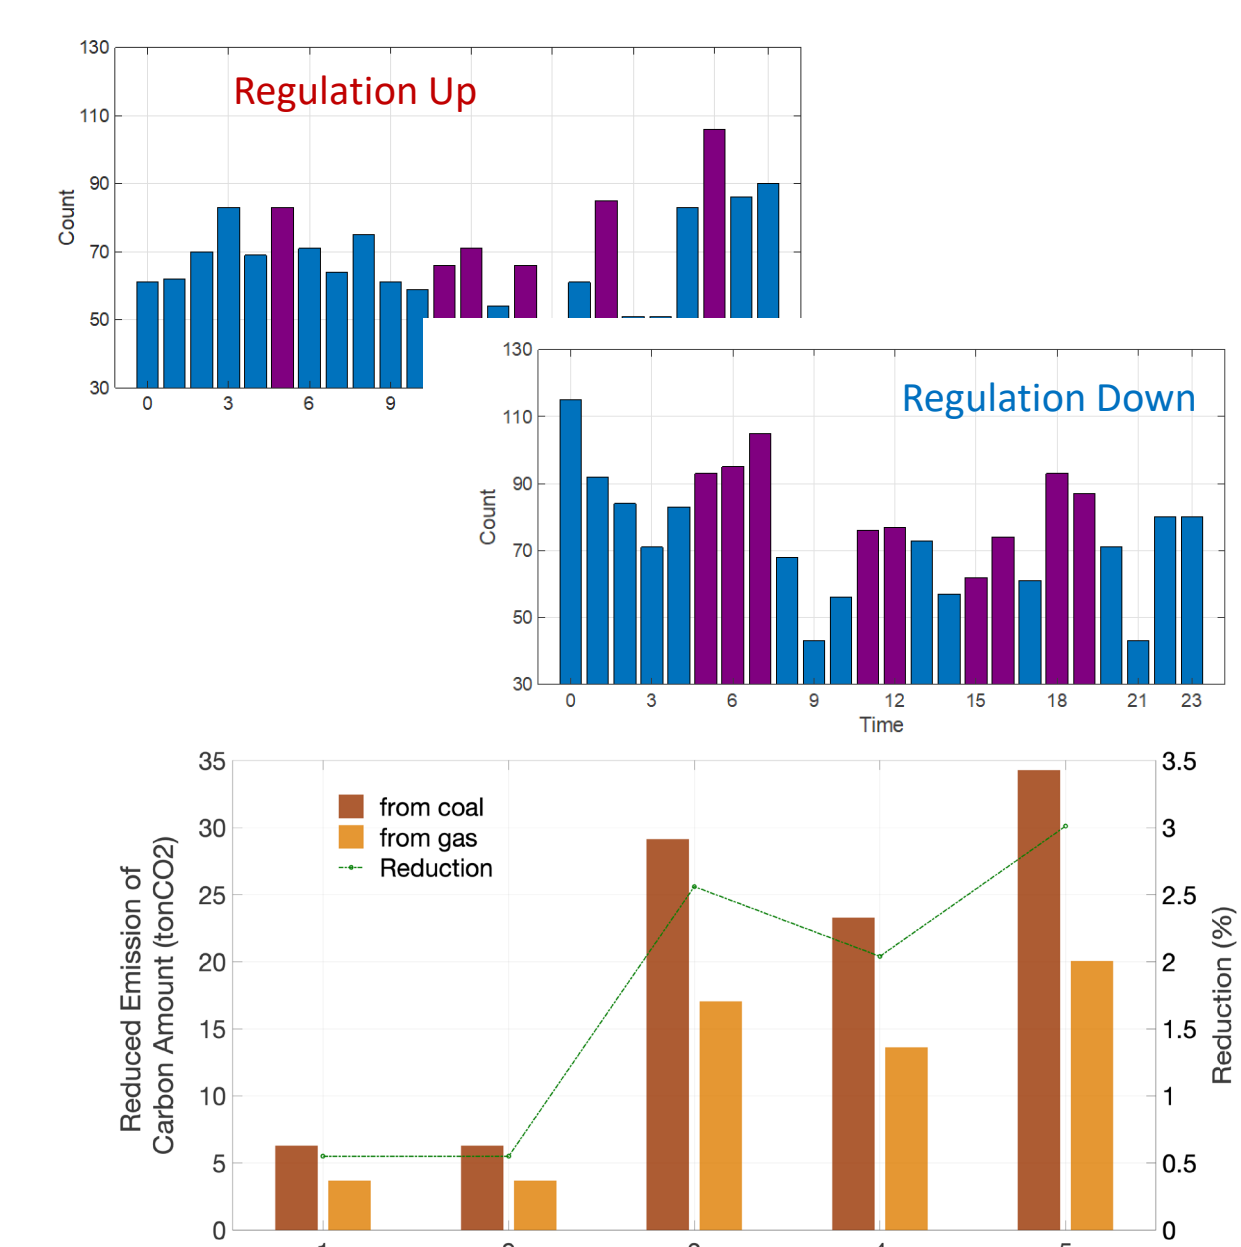 Regulation Up
130
110
90
70
50
30
Count
0 3 6 9
Regulation Down
130
110
90
70
50
30
Count
0 3 6 9 12 15 18 21 23
Time
from coal
from gas
Reduction
35
30
25
20
15
10
5
0
Reduced Emission of
Carbon Amount (tonCO2)
3.5
3
2.5
2
1.5
1
0.5
0
Reduction (%)